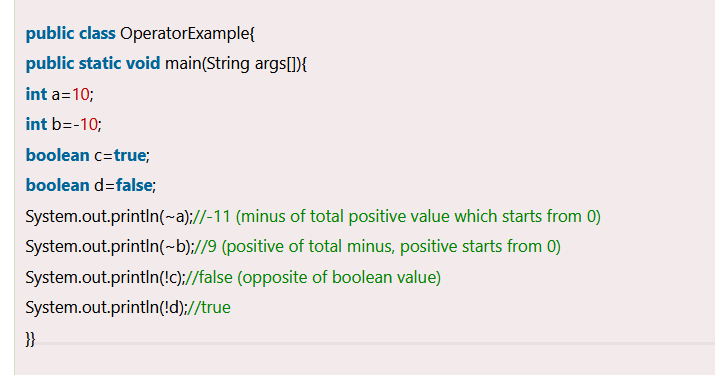 public class OperatorExample{
public static void main(String args[]){
int a=10;
int b=-10;
boolean c=true;
boolean d=false;
System.out.println(~a);//-11 (minus of total positive value which starts from 0)
System.out.println(~b);//9 (positive of total minus, positive starts from 0)
System.out.println(!c);//false (opposite of boolean value)
System.out.println(!d);//true
}}